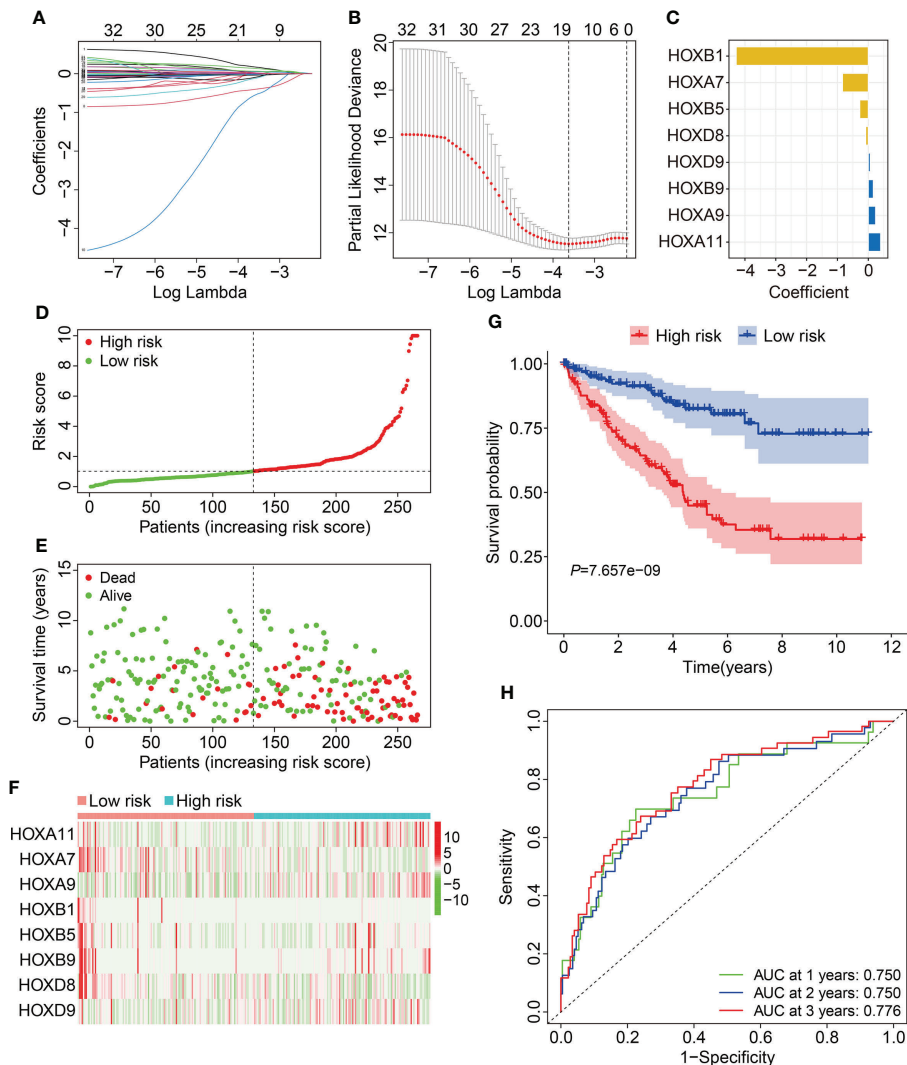 A
32 30 25 21 9
0
−1
−2
−3
−4
Coefficients
−7 −6 −5 −4 −3
Log Lambda
B
32 31 30 27 23 19 10 6 0
20
18
16
14
12
Partial Likelihood Deviance
−7 −6 −5 −4 −3
Log Lambda
C
HOXB1
HOXA7
HOXB5
HOXD8
HOXD9
HOXB9
HOXA9
HOXA11
−4 −3 −2 −1 0
Coefficient
D
High risk
Low risk
10
8
6
4
2
0
Risk score
0 50 100 150 200 250
Patients (increasing risk score)
E
Dead
Alive
15
10
5
0
Survival time (years)
0 50 100 150 200 250
Patients (increasing risk score)
F
Low risk High risk
HOXA11
HOXA7
HOXA9
HOXB1
HOXB5
HOXB9
HOXD8
HOXD9
10
5
0
−5
−10
G
High risk Low risk
1.00
0.75
0.50
0.25
0.00
Survival probability
P=7.657e−09
0 2 4 6 8 10 12
Time(years)
H
1.0
0.8
0.6
0.4
0.2
0.0
Sensitivity
AUC at 1 years: 0.750
AUC at 2 years: 0.750
AUC at 3 years: 0.776
0.0 0.2 0.4 0.6 0.8 1.0
1−Specificity